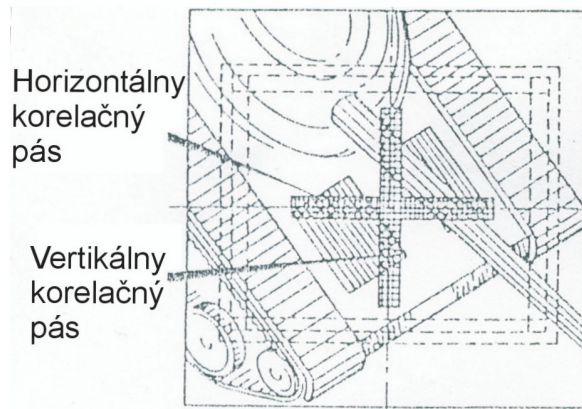 Horizontálny
korelačný
pás
Vertikálny
korelačný
pás